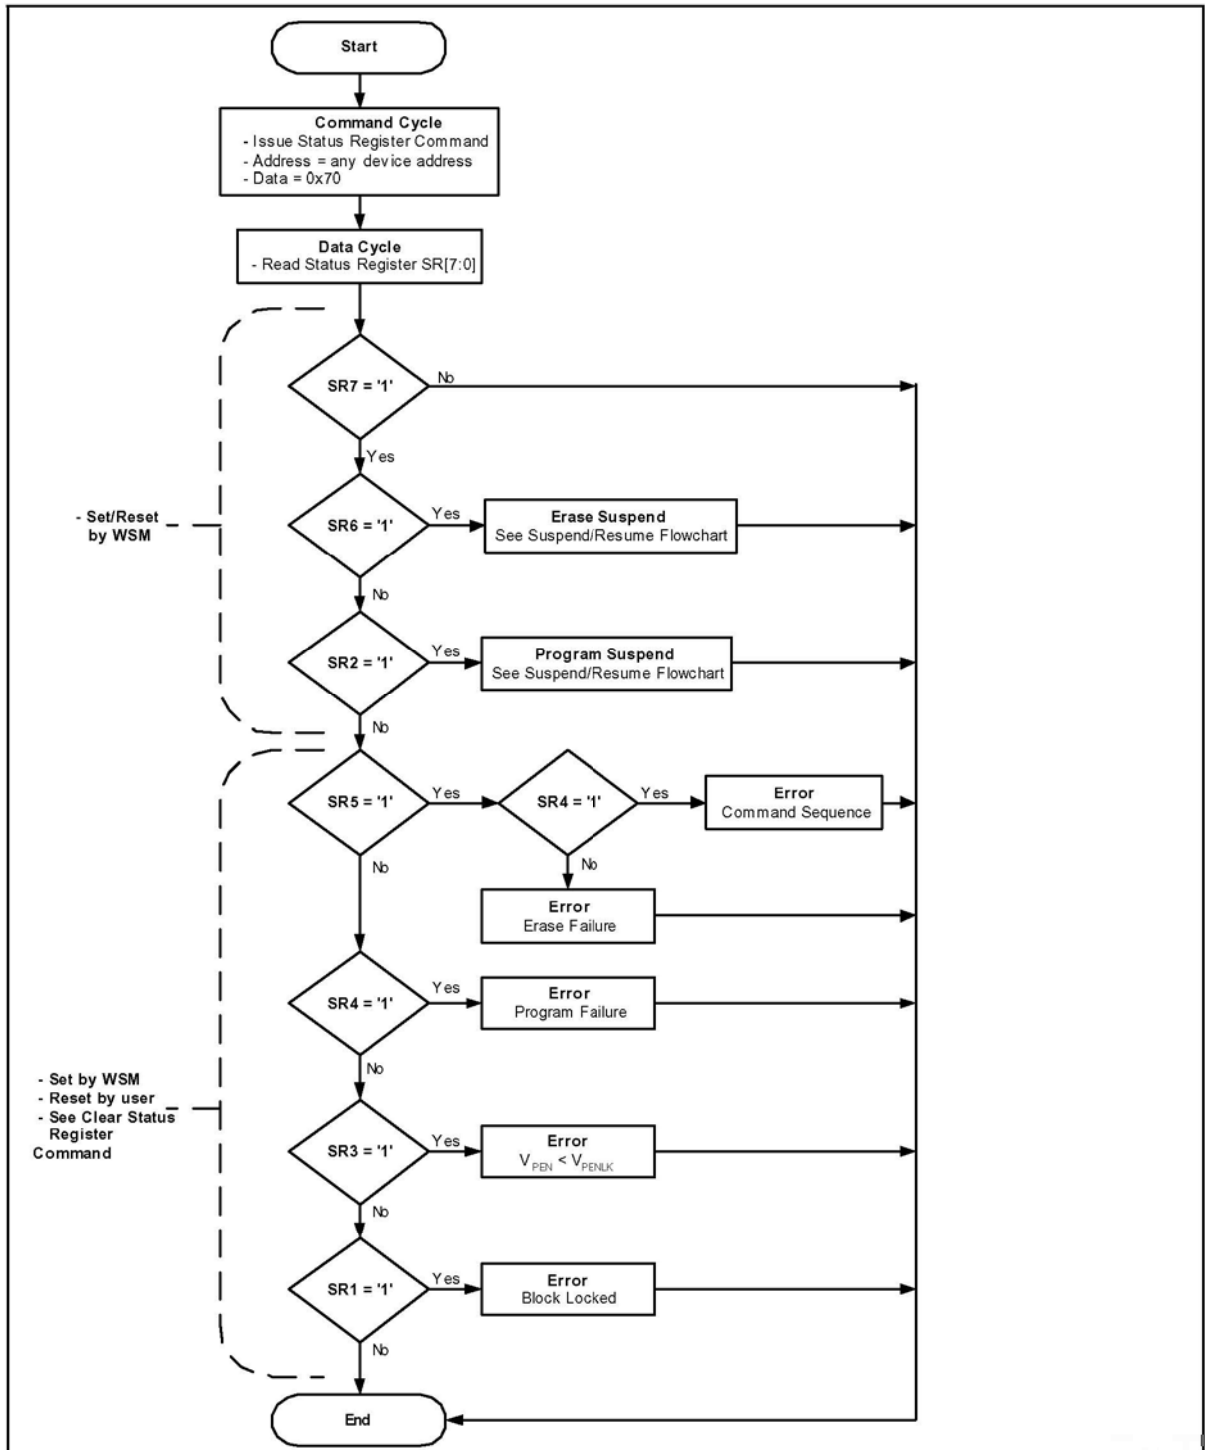 Start
Command Cycle
- Issue Status Register Command
- Address = any device address
- Data = 0x70
Data Cycle
- Read Status Register SR[7:0]
SR7 = '1'
No
Yes
- Set/Reset
by WSM
SR6 = '1'
Yes
Erase Suspend
See Suspend/Resume Flowchart
No
SR2 = '1'
Yes
Program Suspend
See Suspend/Resume Flowchart
No
SR5 = '1'
Yes
SR4 = '1'
Yes
Error
Command Sequence
No
No
Error
Erase Failure
SR4 = '1'
Yes
Error
Program Failure
No
- Set by WSM
- Reset by user
- See Clear Status
Register
Command
SR3 = '1'
Yes
Error
V PEN < V PENLK
No
SR1 = '1'
Yes
Error
Block Locked
No
End